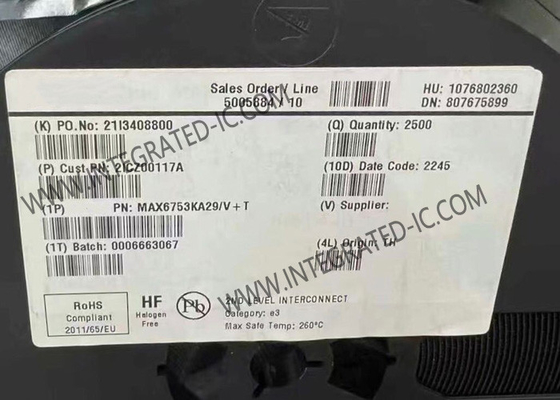 Sales Order / Line
5005684 / 10
HU: 1076802360
DN: 807675899
(K) PO.No: 21I3408800
(Q) Quantity: 2500
(P) Cust PN: 2ICZ00117A
(10D) Date Code: 2245
(1P) PN: MAX6753KA29/V+T
(V) Supplier:
(1T) Batch: 0006663067
(4L) Origin: TH
RoHS
Compliant
2011/65/EU
HF
Halogen
Free
Pb
2ND LEVEL INTERCONNECT
Category: e3
Max Safe Temp: 260°C
WWW.INTEGRATED-IC.COM
WWW.INTEGRATED-IC.COM